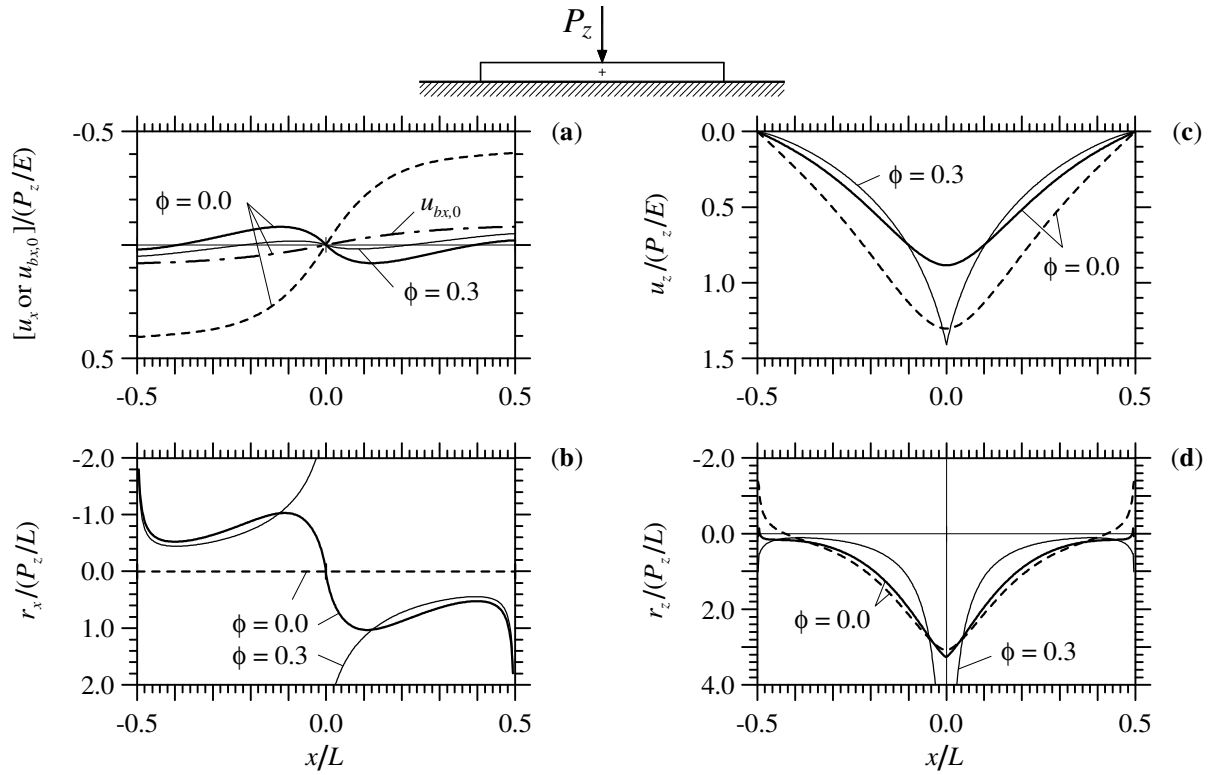 P_z
(a)
[u_x or u_{bx,0}]/(P_z/E)
-0.5
0.5
-0.5
0.0
0.5
ϕ = 0.0
u_{bx,0}
ϕ = 0.3
(c)
u_z/(P_z/E)
0.0
0.5
1.0
1.5
-0.5
0.0
0.5
ϕ = 0.3
ϕ = 0.0
(b)
r_x/(P_z/L)
-2.0
-1.0
0.0
1.0
2.0
-0.5
0.0
0.5
ϕ = 0.0
ϕ = 0.3
x/L
(d)
r_z/(P_z/L)
-2.0
0.0
2.0
4.0
-0.5
0.0
0.5
ϕ = 0.0
ϕ = 0.3
x/L